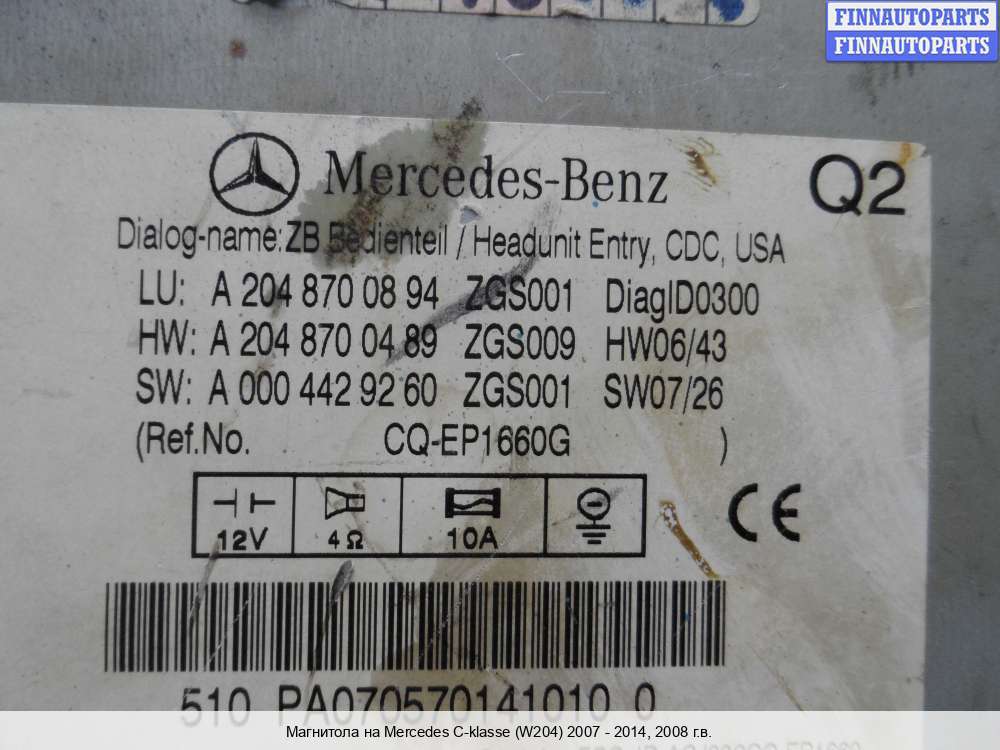 FINNAUTOPARTS
FINNAUTOPARTS
Mercedes-Benz
Q2
Dialog-name: ZB Bedienteil / Headunit Entry, CDC, USA
LU: A 204 870 08 94 ZGS001 DiagID0300
HW: A 204 870 04 89 ZGS009 HW06/43
SW: A 000 442 92 60 ZGS001 SW07/26
(Ref.No. CQ-EP1660G )
12V 4Ω 10A
CE
510 PA070570141010 0
Магнитола на Mercedes C-klasse (W204) 2007 - 2014, 2008 г.в.